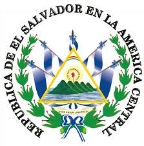 REPUBLICA DE EL SALVADOR EN LA AMERICA CENTRAL